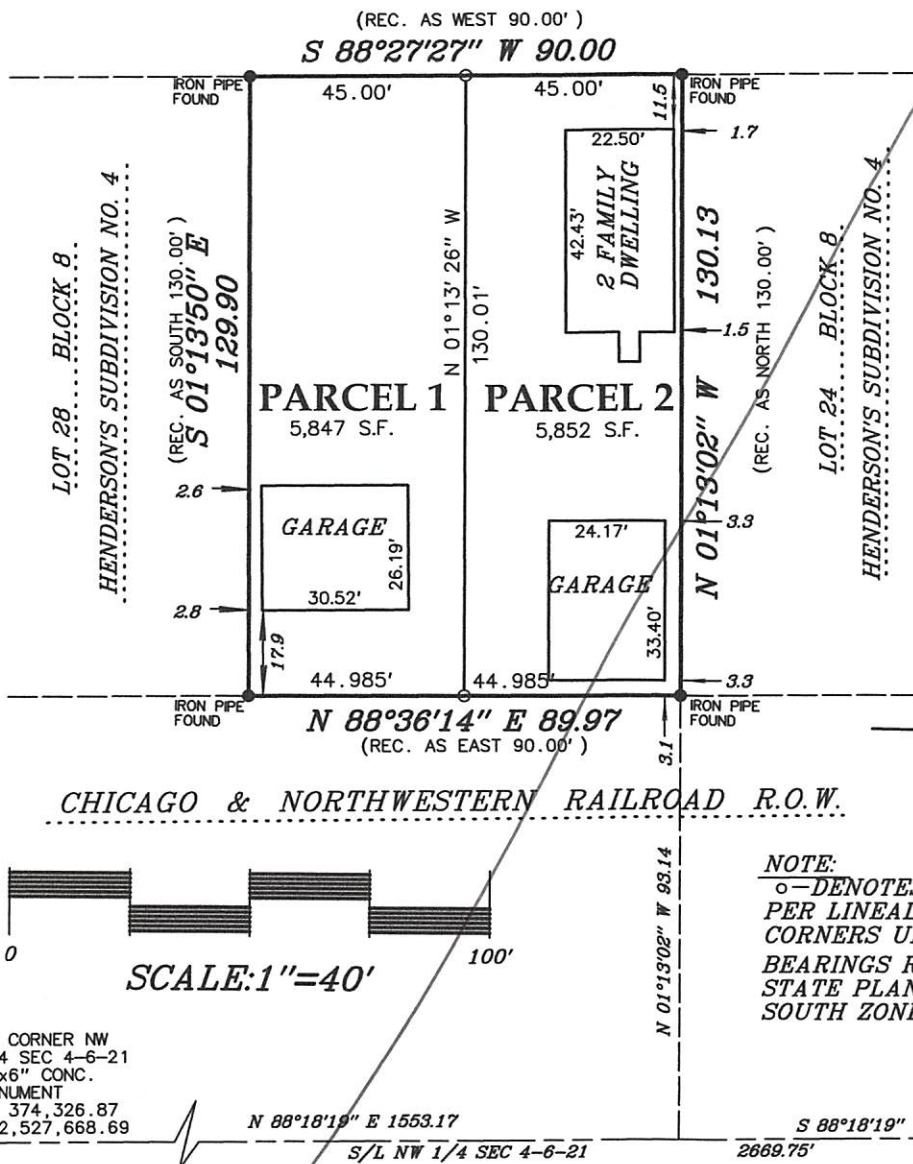 (REC. AS WEST 90.00')
S 88°27'27" W 90.00
IRON PIPE
FOUND
45.00'
45.00'
IRON PIPE
FOUND
11.5
1.7
22.50'
42.43'
2 FAMILY
DWELLING
1.5
LOT 28 BLOCK 8
HENDERSON'S SUBDIVISION NO. 4
(REC. AS SOUTH 130.00')
S 01°13'50" E
129.90
N 01°13'26" W
130.01'
N 01°13'02" W 130.13
(REC. AS NORTH 130.00')
LOT 24 BLOCK 8
HENDERSON'S SUBDIVISION NO. 4
PARCEL 1
5,847 S.F.
PARCEL 2
5,852 S.F.
2.6
GARAGE
26.19'
30.52'
2.8
17.9
24.17'
GARAGE
33.40'
3.3
3.3
44.985'
44.985'
IRON PIPE
FOUND
IRON PIPE
FOUND
N 88°36'14" E 89.97
(REC. AS EAST 90.00')
3.1
CHICAGO & NORTHWESTERN RAILROAD R.O.W.
0
100'
SCALE:1"=40'
N 01°13'02" W 93.14
NOTE:
o-DENOTES
PER LINEAL
CORNERS
BEARINGS
STATE PLAN
SOUTH ZONE
CORNER NW
4 SEC 4-6-21
x6" CONC.
NUMENT
374,326.87
2,527,668.69
N 88°18'19" E 1553.17
S/L NW 1/4 SEC 4-6-21
S 88°18'19"
2669.75'